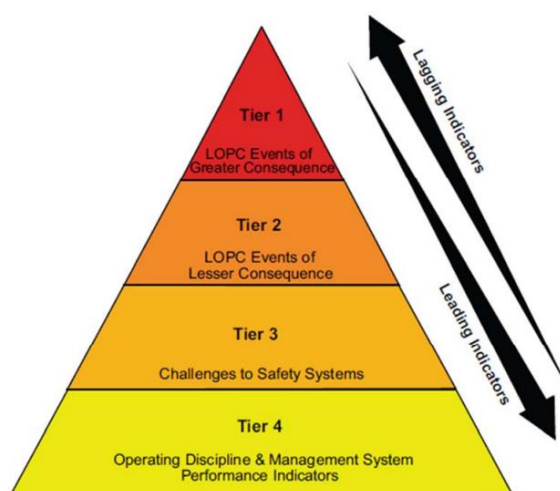 Tier 1
LOPC Events of
Greater Consequence
Tier 2
LOPC Events of
Lesser Consequence
Tier 3
Challenges to Safety Systems
Tier 4
Operating Discipline & Management System
Performance Indicators
Lagging Indicators
Leading Indicators